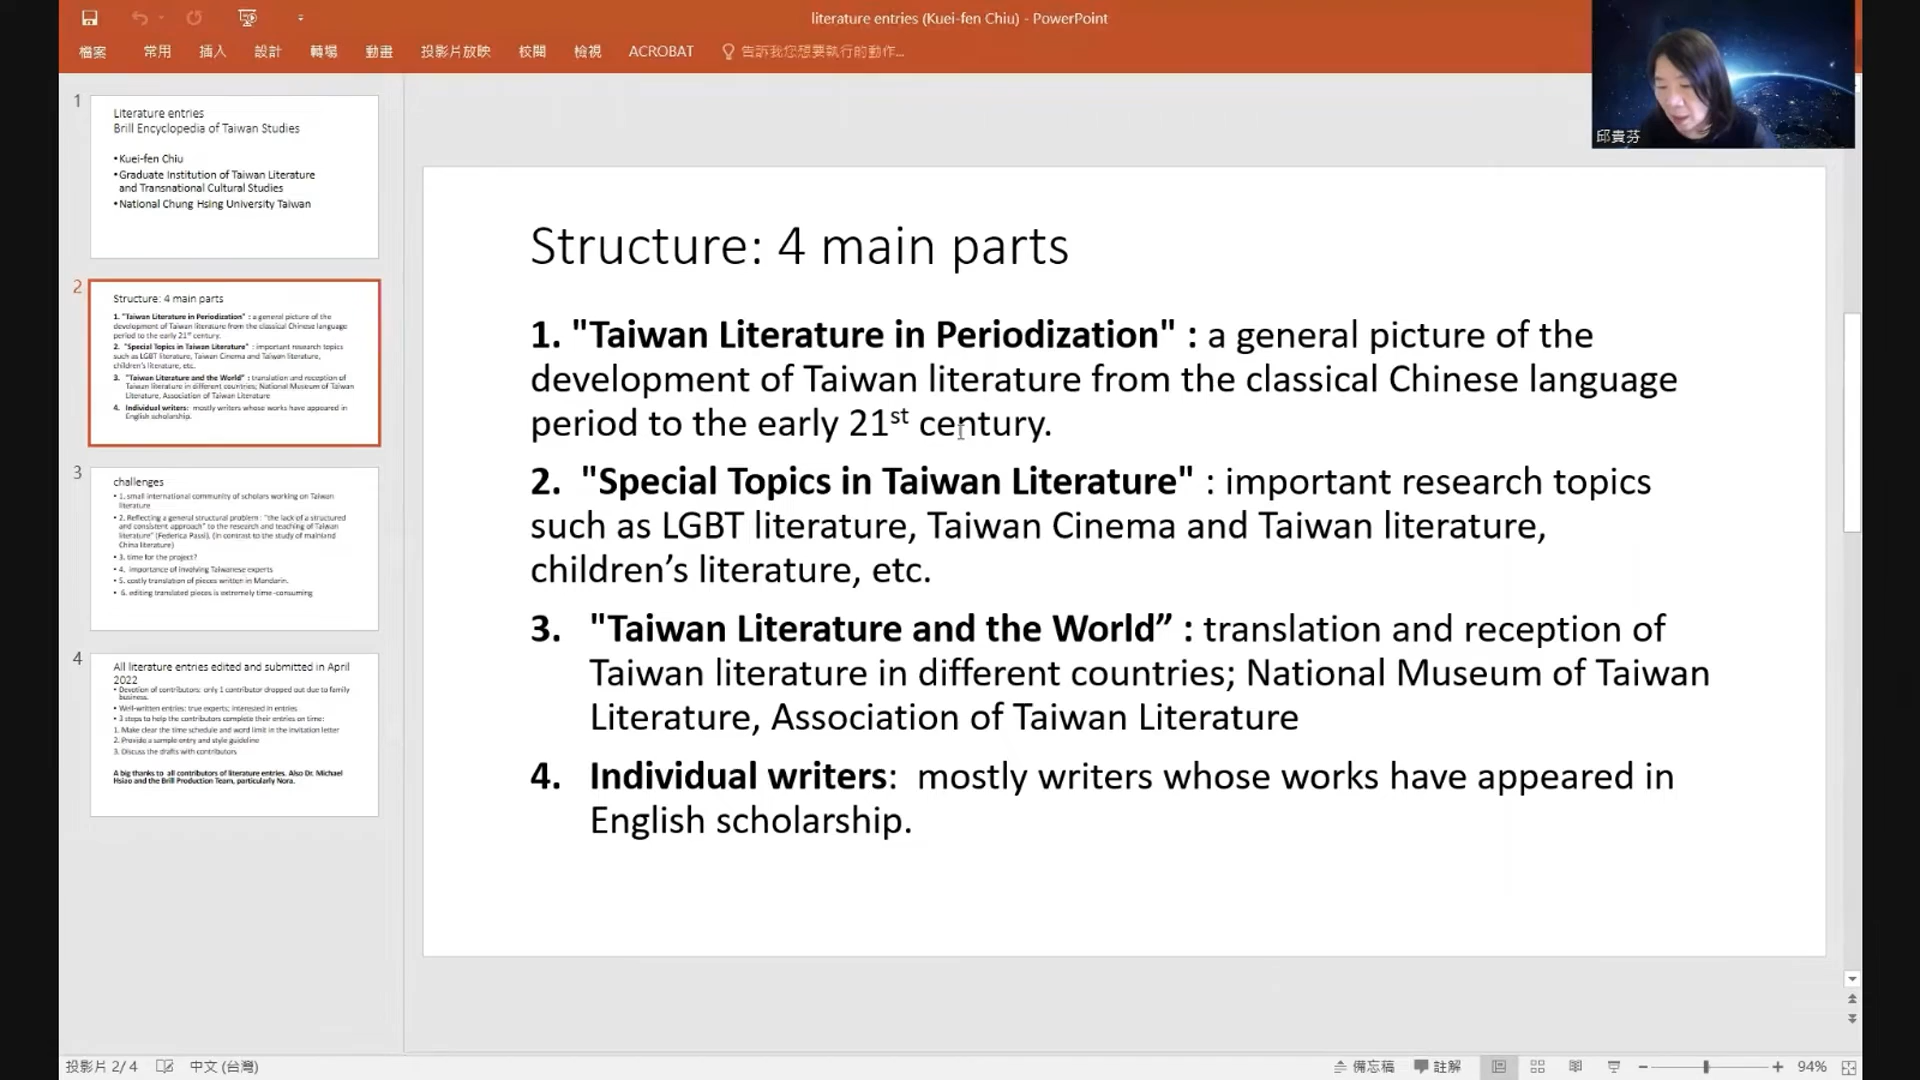 literature entries (Kuei-fen Chiu) - PowerPoint
檔案 常用 插入 設計 轉場 動畫 投影片放映 校閱 檢視 ACROBAT 告訴我您想要執行的動作...
邱貴芬
1
Literature entries
Brill Encyclopedia of Taiwan Studies
•Kuei-fen Chiu
•Graduate Institution of Taiwan Literature
and Transnational Cultural Studies
•National Chung Hsing University Taiwan
2
Structure: 4 main parts
1. "Taiwan Literature in Periodization" : a general picture of the
development of Taiwan literature from the classical Chinese language
period to the early 21st century.
2. "Special Topics in Taiwan Literature" : important research topics
such as LGBT literature, Taiwan Cinema and Taiwan literature,
children's literature, etc.
3. "Taiwan Literature and the World" : translation and reception of
Taiwan literature in different countries; National Museum of Taiwan
Literature, Association of Taiwan Literature
4. Individual writers: mostly writers whose works have appeared in
English scholarship.
3
challenges
• 1. small international community of scholars working on Taiwan
literature
• 2. Reflecting a general structural problem : "the lack of a structured
and consistent approach" to the research and teaching of Taiwan
literature" (Federica Passi). (in contrast to the study of mainland
China literature)
• 3. time for the project?
• 4. importance of involving Taiwanese experts
• 5. costly translation of pieces written in Mandarin.
• 6. editing translated pieces is extremely time-consuming
4
All literature entries edited and submitted in April
2022
• Devotion of contributors: only 1 contributor dropped out due to family
business.
• Well-written entries: true experts; interested in entries
• 3 steps to help the contributors complete their entries on time:
1. Make clear the time schedule and word limit in the invitation letter
2. Provide a sample entry and style guideline
3. Discuss the drafts with contributors
A big thanks to all contributors of literature entries. Also Dr. Michael
Hsiao and the Brill Production Team, particularly Nora.
Structure: 4 main parts
1. "Taiwan Literature in Periodization" : a general picture of the
development of Taiwan literature from the classical Chinese language
period to the early 21st century.
2. "Special Topics in Taiwan Literature" : important research topics
such as LGBT literature, Taiwan Cinema and Taiwan literature,
children’s literature, etc.
3. "Taiwan Literature and the World” : translation and reception of
Taiwan literature in different countries; National Museum of Taiwan
Literature, Association of Taiwan Literature
4. Individual writers: mostly writers whose works have appeared in
English scholarship.
投影片 2/4 中文 (台灣) 備忘稿 註解 94%